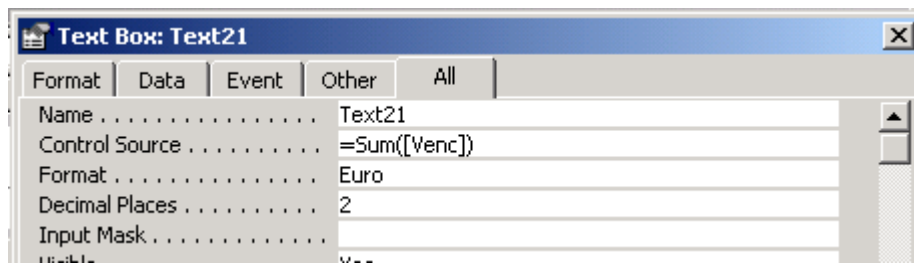 Text Box: Text21
Format Data Event Other All
Name . . . . . . . . . . . . . . . . Text21
Control Source . . . . . . . . . . =Sum([Venc])
Format . . . . . . . . . . . . . . . Euro
Decimal Places . . . . . . . . . . 2
Input Mask . . . . . . . . . . . . .